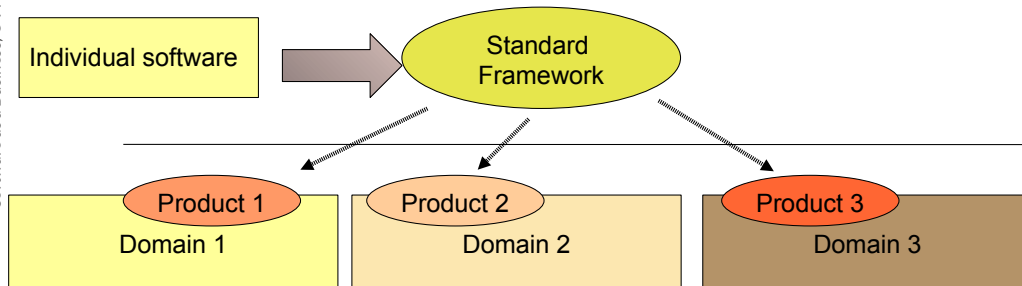 Individual software
Standard
Framework
Product 1
Product 2
Product 3
Domain 1
Domain 2
Domain 3